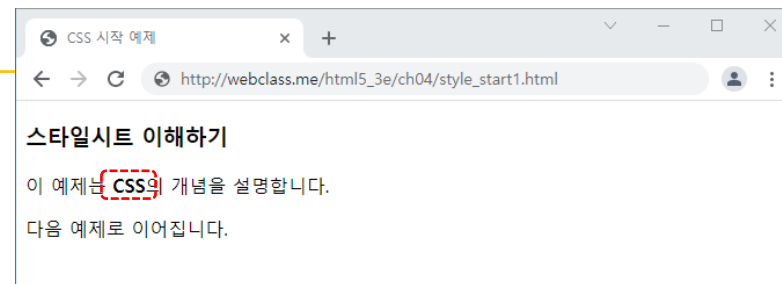 CSS 시작 예제
http://webclass.me/html5_3e/ch04/style_start1.html
스타일시트 이해하기
이 예제는 CSS의 개념을 설명합니다.
다음 예제로 이어집니다.